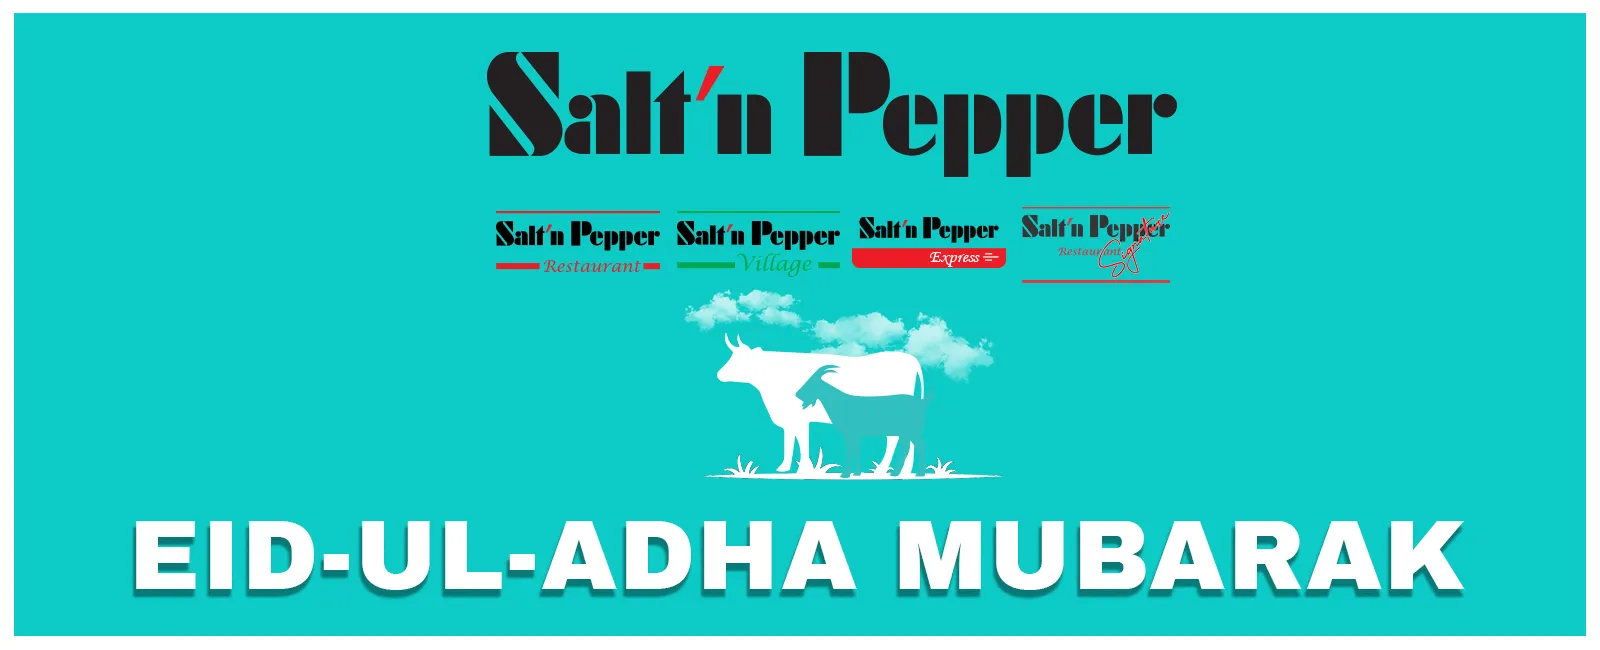 Salt'n Pepper
Salt'n Pepper
Restaurant
Salt'n Pepper
Village
Salt'n Pepper
Express
Salt'n Pepper
Restaurant Signature
EID-UL-ADHA MUBARAK